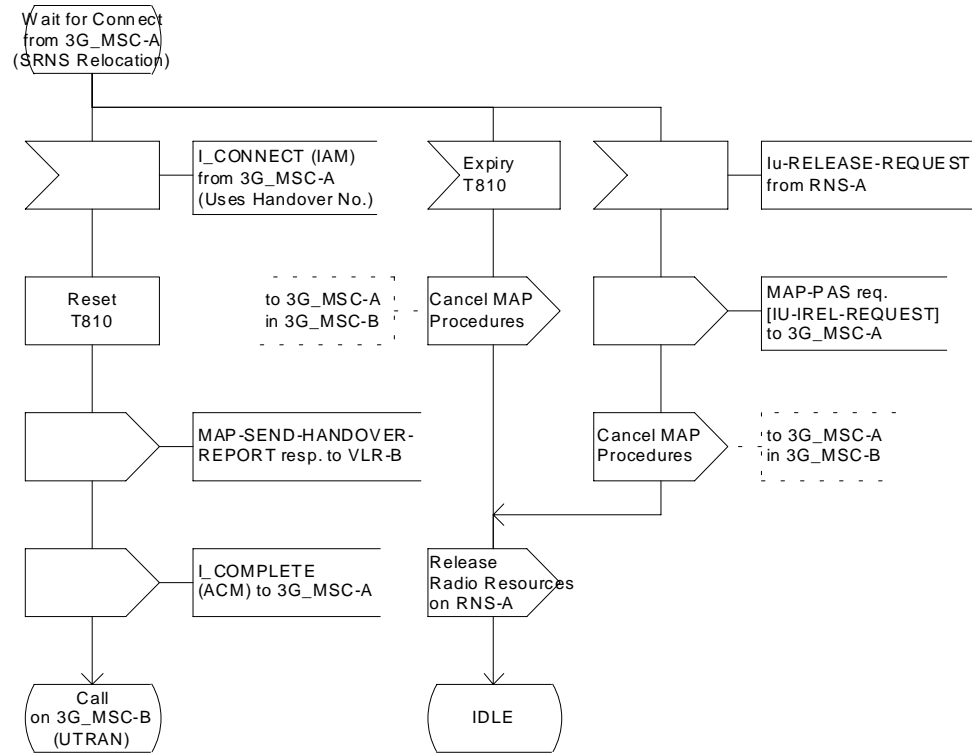 Wait for Connect
from 3G_MSC-A
(SRNS Relocation)
I_CONNECT (IAM)
from 3G_MSC-A
(Uses Handover No.)
Expiry
T810
Iu-RELEASE-REQUEST
from RNS-A
Reset
T810
to 3G_MSC-A
in 3G_MSC-B
Cancel MAP
Procedures
MAP-PAS req.
[IU-IREL-REQUEST]
to 3G_MSC-A
MAP-SEND-HANDOVER-
REPORT resp. to VLR-B
Cancel MAP
Procedures
to 3G_MSC-A
in 3G_MSC-B
I_COMPLETE
(ACM) to 3G_MSC-A
Release
Radio Resources
on RNS-A
Call
on 3G_MSC-B
(UTRAN)
IDLE